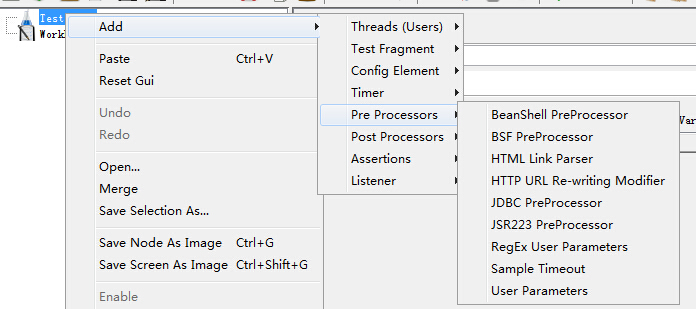 Test
Work
Add
Paste Ctrl+V
Reset Gui
Undo
Redo
Open...
Merge
Save Selection As...
Save Node As Image Ctrl+G
Save Screen As Image Ctrl+Shift+G
Enable
Threads (Users)
Test Fragment
Config Element
Timer
Pre Processors
Post Processors
Assertions
Listener
BeanShell PreProcessor
BSF PreProcessor
HTML Link Parser
HTTP URL Re-writing Modifier
JDBC PreProcessor
JSR223 PreProcessor
RegEx User Parameters
Sample Timeout
User Parameters
Var